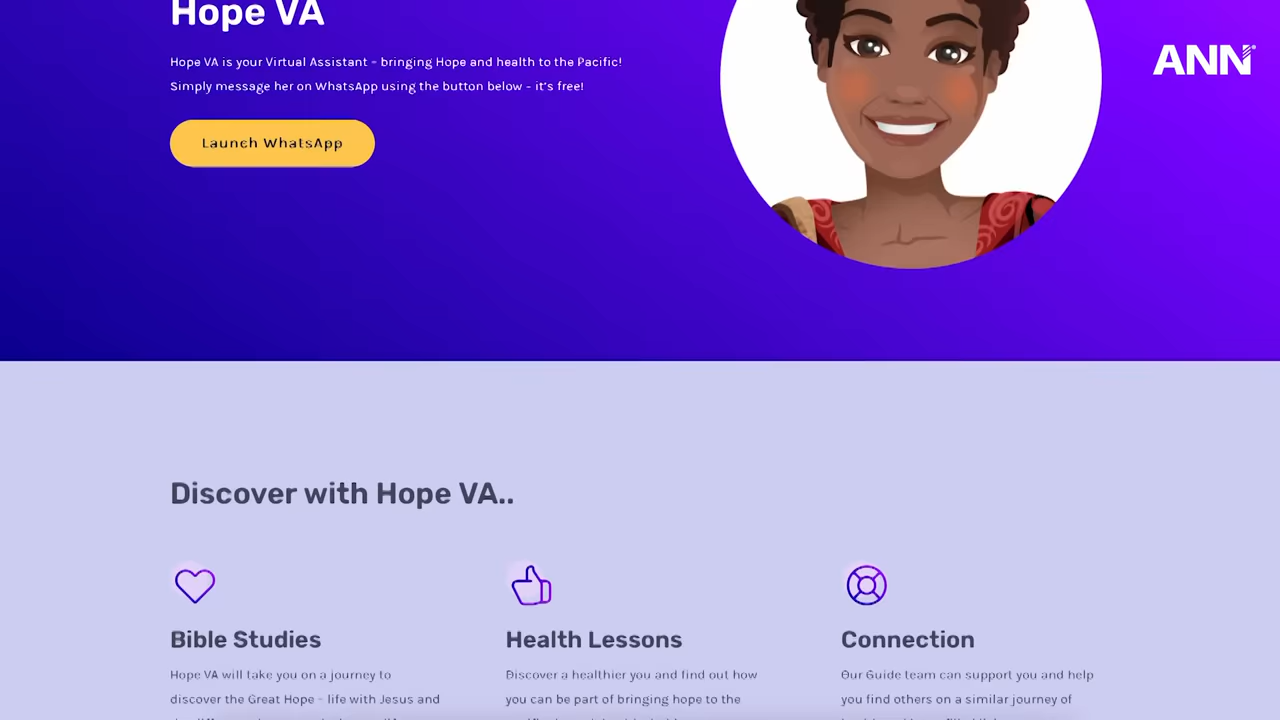 Hope VA
ANN
Hope VA is your Virtual Assistant - bringing Hope and health to the Pacific!
Simply message her on WhatsApp using the button below - it's free!
Launch WhatsApp
Discover with Hope VA..
Bible Studies
Hope VA will take you on a journey to
discover the Great Hope - life with Jesus and
Health Lessons
Discover a healthier you and find out how
you can be part of bringing hope to the
Connection
Our Guide team can support you and help
you find others on a similar journey of